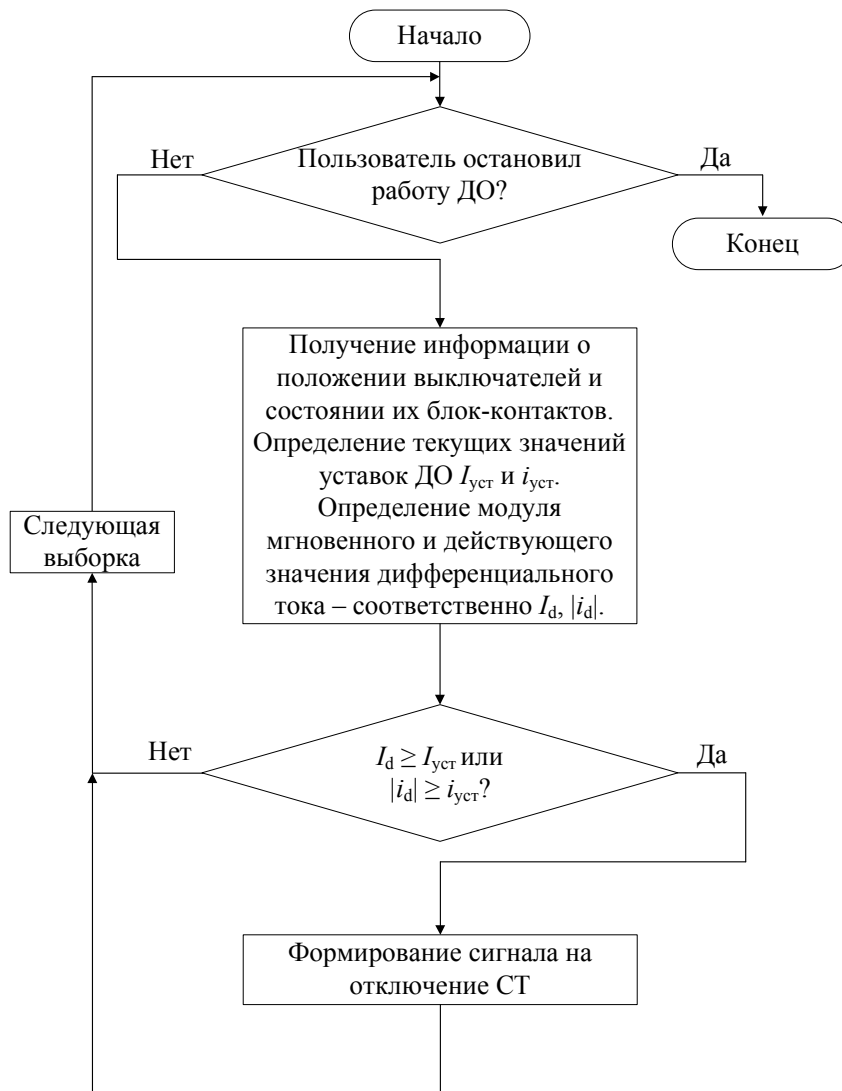 Начало
Нет
Пользователь остановил
работу ДО?
Да
Конец
Получение информации о
положении выключателей и
состоянии их блок-контактов.
Определение текущих значений
уставок ДО Iуст и iуст.
Определение модуля
мгновенного и действующего
значения дифференциального
тока – соответственно Id, |id|.
Следующая
выборка
Нет
Id ≥ Iуст или
|id| ≥ iуст?
Да
Формирование сигнала на
отключение СТ